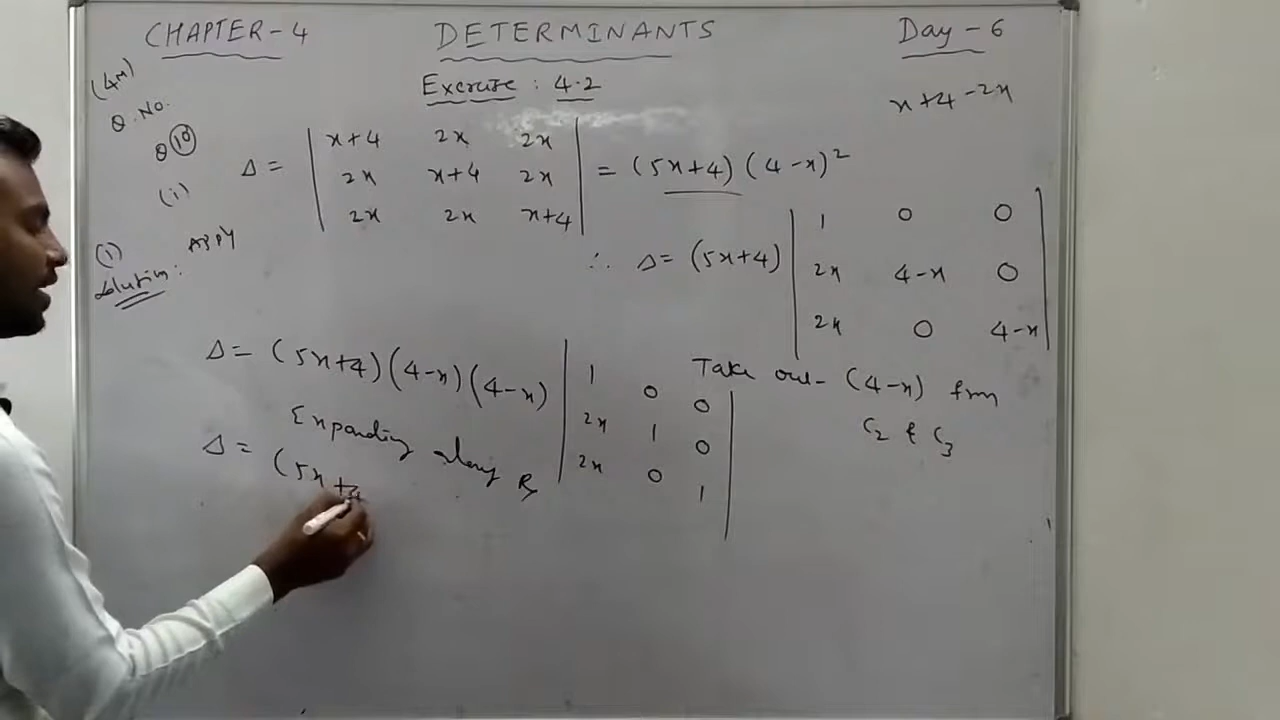 CHAPTER-4 DETERMINANTS Day-6
Exercise : 4.2
(4M)
Q.No.
Q(10)
(i)
x+4-2x
Δ = | x+4 2x 2x |
| 2x x+4 2x | = (5x+4)(4-x)²
| 2x 2x x+4 |
(i)
Solution: Apply
∴ Δ = (5x+4) | 1 0 0 |
| 2x 4-x 0 |
| 2x 0 4-x |
Take out (4-x) from
C₂ & C₃
Δ = (5x+4)(4-x)(4-x) | 1 0 0 |
| 2x 1 0 |
| 2x 0 1 |
Expanding along R₁
Δ = (5x+4